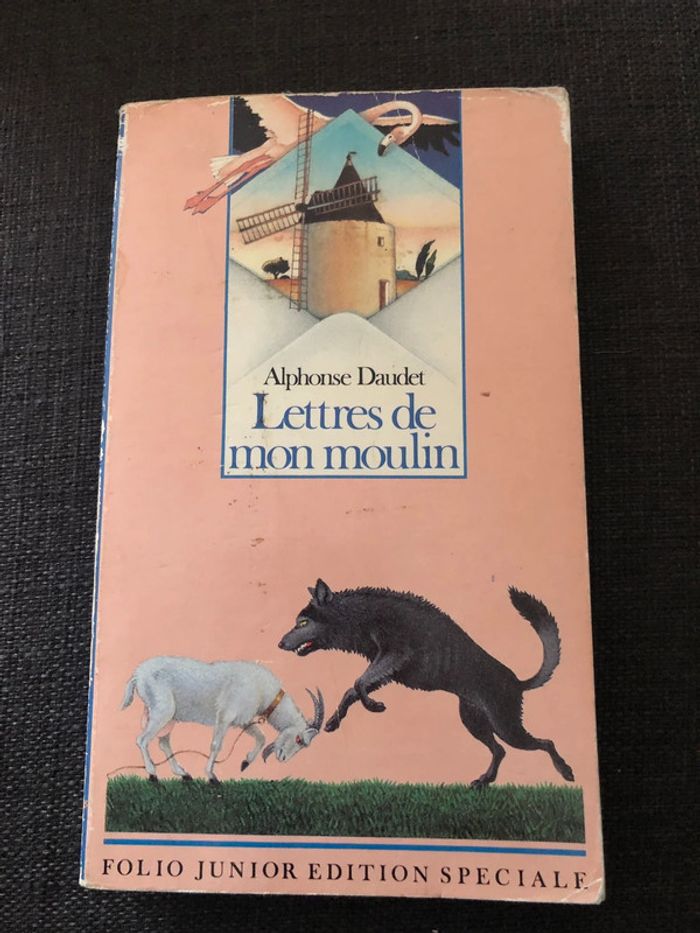 Alphonse Daudet
Lettres de
mon moulin
FOLIO JUNIOR EDITION SPECIALE